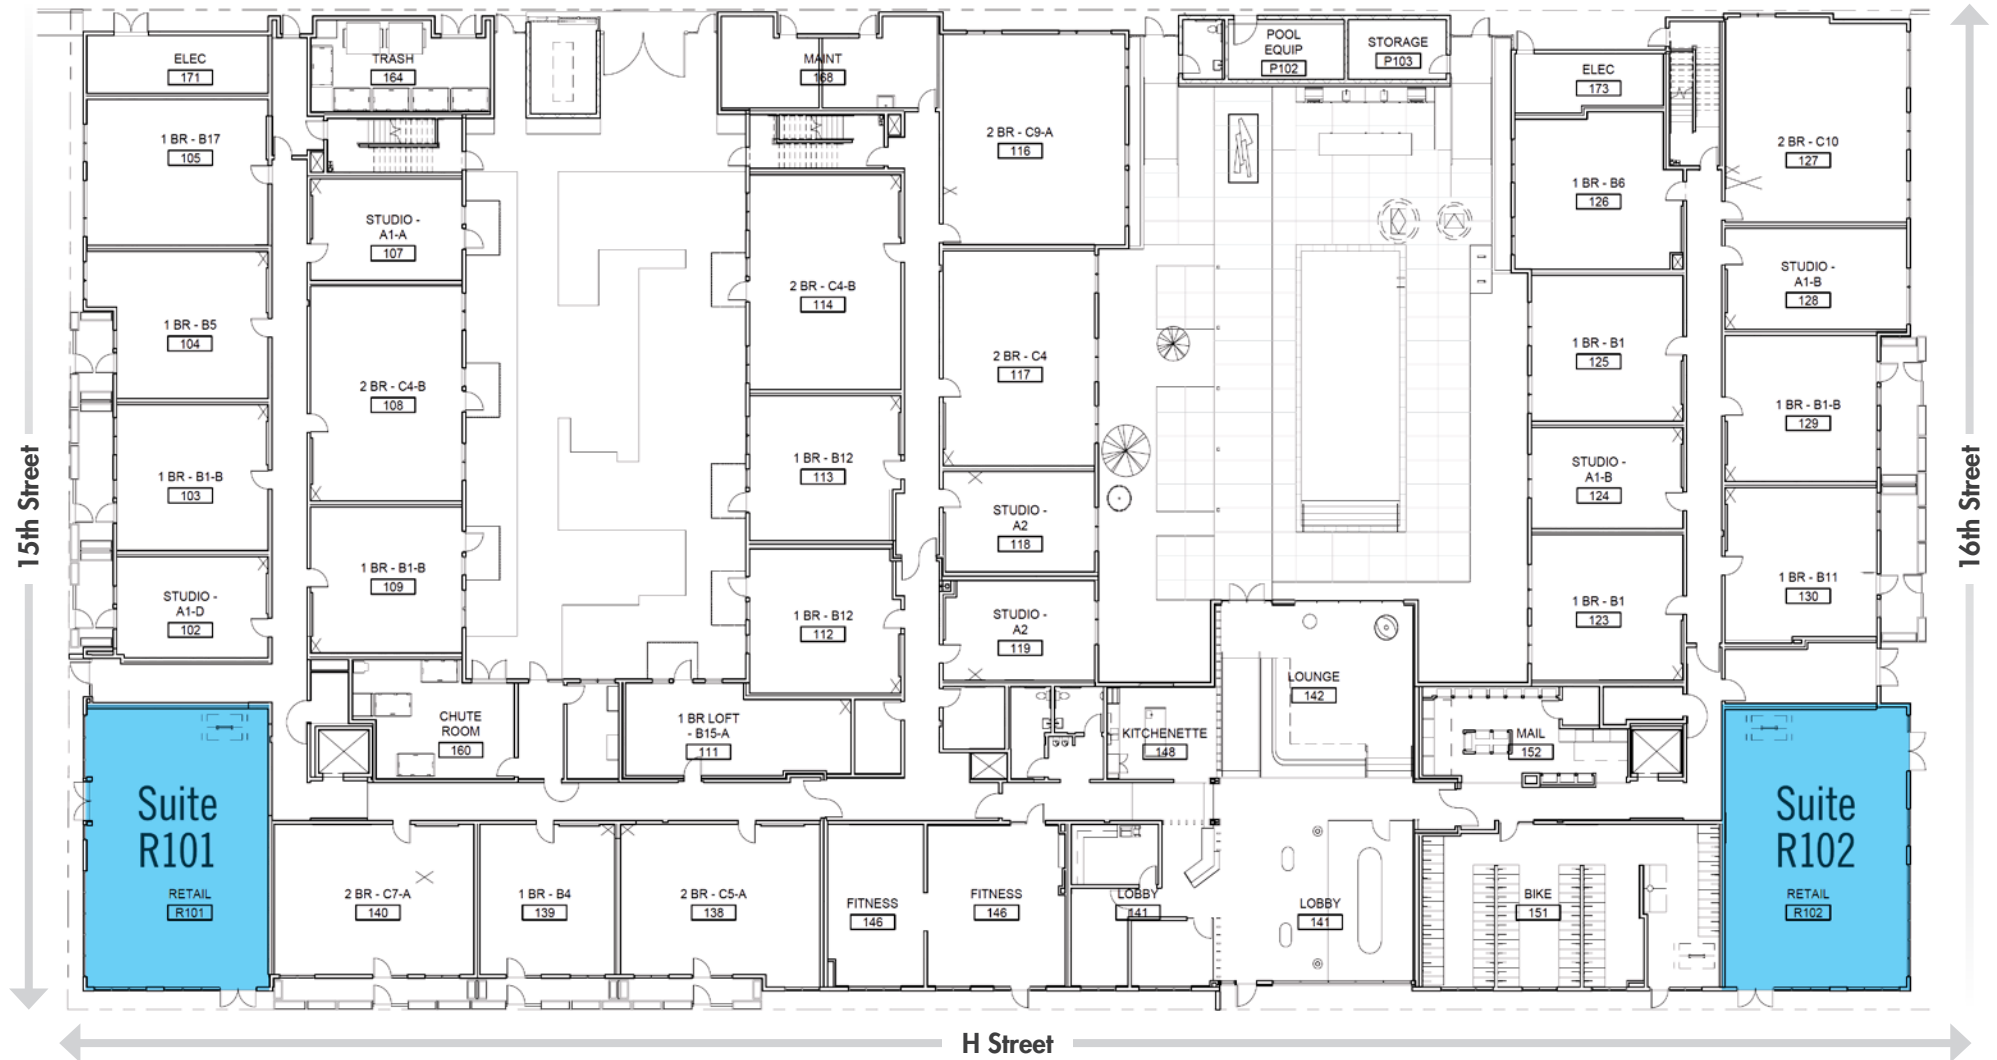 ELEC
171
TRASH
164
MAINT
168
POOL
EQUIP
P102
STORAGE
P103
ELEC
173
1 BR - B17
105
2 BR - C9-A
116
2 BR - C10
127
1 BR - B6
126
STUDIO -
A1-A
107
STUDIO -
A1-B
128
2 BR - C4-B
114
1 BR - B5
104
1 BR - B1
125
2 BR - C4
117
2 BR - C4-B
108
1 BR - B1-B
129
1 BR - B12
113
STUDIO -
A1-B
124
1 BR - B1-B
103
15th Street
16th Street
STUDIO -
A2
118
1 BR - B1-B
109
1 BR - B11
130
STUDIO -
A1-D
102
1 BR - B12
112
STUDIO -
A2
119
1 BR - B1
123
LOUNGE
142
CHUTE
ROOM
160
1 BR LOFT
- B15-A
111
KITCHENETTE
148
MAIL
152
Suite
R101
RETAIL
R101
Suite
R102
RETAIL
R102
2 BR - C7-A
140
1 BR - B4
139
2 BR - C5-A
138
FITNESS
146
FITNESS
146
LOBBY
141
LOBBY
141
BIKE
151
H Street